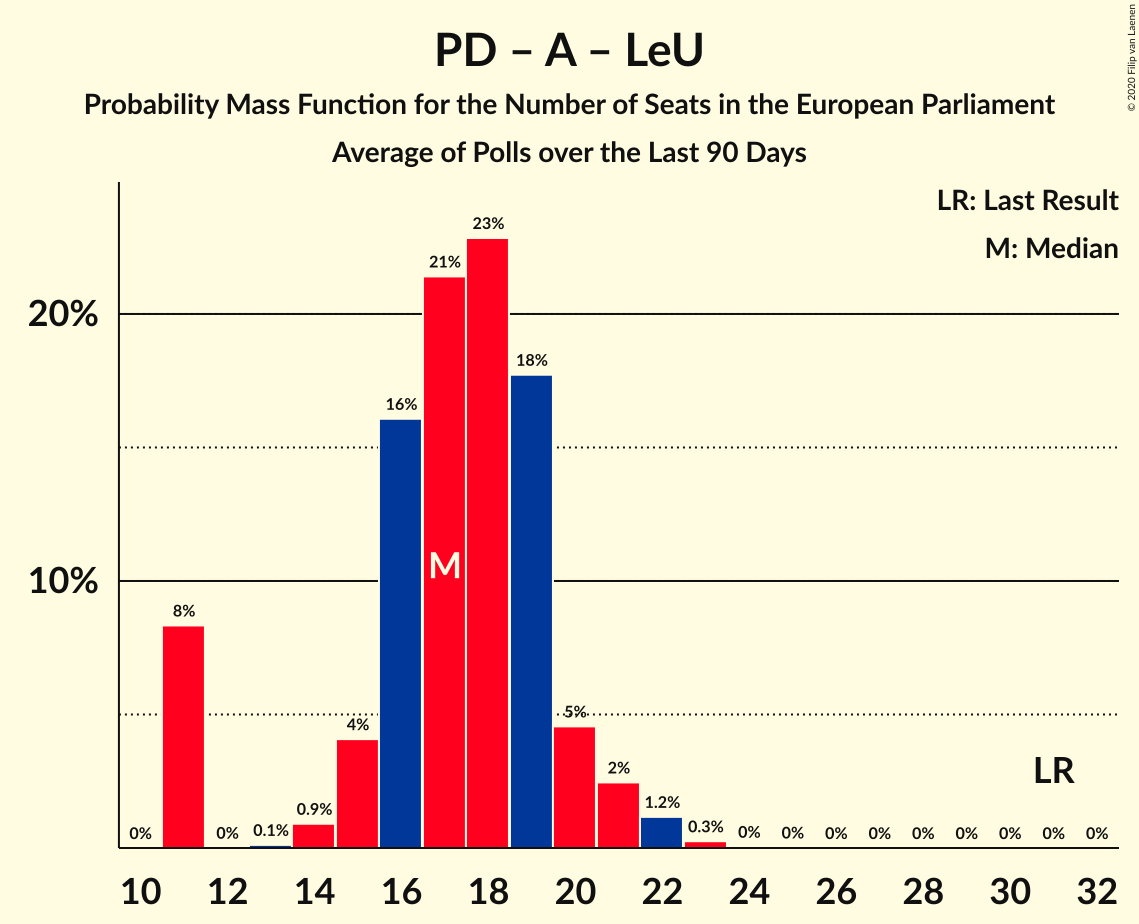 PD – A – LeU
Probability Mass Function for the Number of Seats in the European Parliament
Average of Polls over the Last 90 Days
© 2020 Filip van Laenen
LR: Last Result
M: Median
20%
10%
0%
8%
0%
0.1%
0.9%
4%
16%
21%
23%
18%
5%
2%
1.2%
0.3%
0%
0%
0%
0%
0%
0%
0%
0%
0%
M
LR
10 12 14 16 18 20 22 24 26 28 30 32